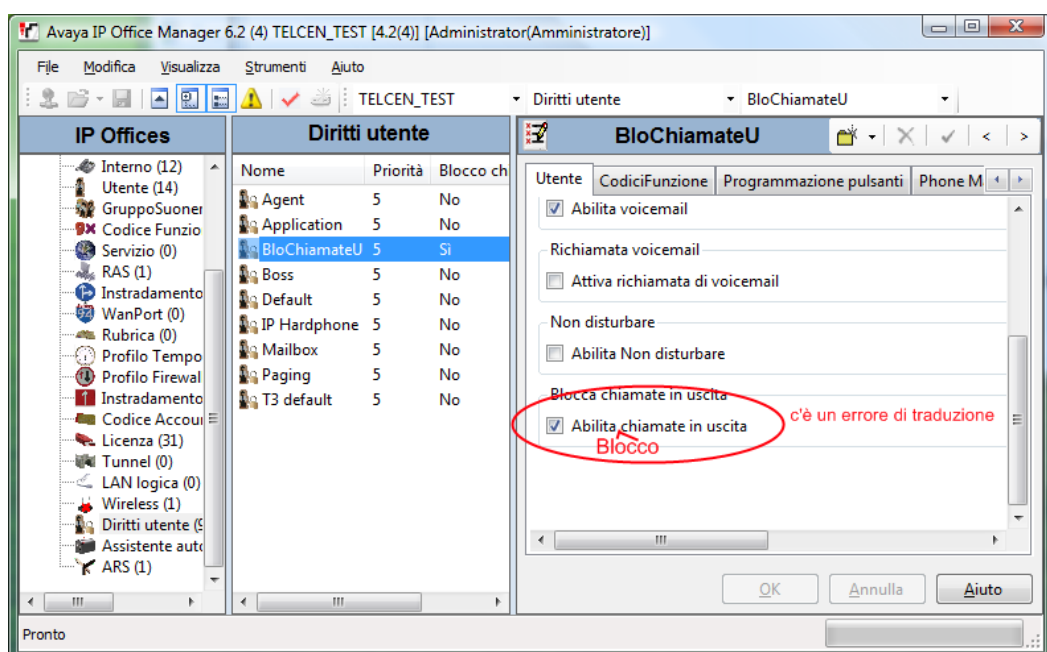 Avaya IP Office Manager 6.2 (4) TELCEN_TEST [4.2(4)] [Administrator(Amministratore)]
File Modifica Visualizza Strumenti Aiuto
TELCEN_TEST Diritti utente BloChiamateU
IP Offices
Interno (12)
Utente (14)
GruppoSuoner
Codice Funzio
Servizio (0)
RAS (1)
Instradamento
WanPort (0)
Rubrica (0)
Profilo Tempo
Profilo Firewal
Instradamento
Codice Accou
Licenza (31)
Tunnel (0)
LAN logica (0)
Wireless (1)
Diritti utente (9
Assistente auto
ARS (1)
Diritti utente
Nome Priorità Blocco ch
Agent 5 No
Application 5 No
BloChiamateU 5 Sì
Boss 5 No
Default 5 No
IP Hardphone 5 No
Mailbox 5 No
Paging 5 No
T3 default 5 No
BloChiamateU
Utente CodiciFunzione Programmazione pulsanti Phone M
Abilita voicemail
Richiamata voicemail
Attiva richiamata di voicemail
Non disturbare
Abilita Non disturbare
Blocca chiamate in uscita
Abilita chiamate in uscita
Blocco
c'è un errore di traduzione
OK Annulla Aiuto
Pronto